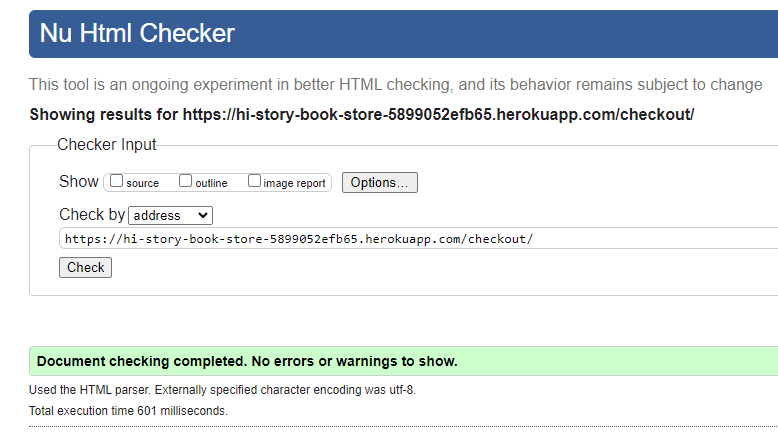 Nu Html Checker
This tool is an ongoing experiment in better HTML checking, and its behavior remains subject to change
Showing results for https://hi-story-book-store-5899052efb65.herokuapp.com/checkout/
Checker Input
Show source outline image report Options...
Check by address
https://hi-story-book-store-5899052efb65.herokuapp.com/checkout/
Check
Document checking completed. No errors or warnings to show.
Used the HTML parser. Externally specified character encoding was utf-8.
Total execution time 601 milliseconds.